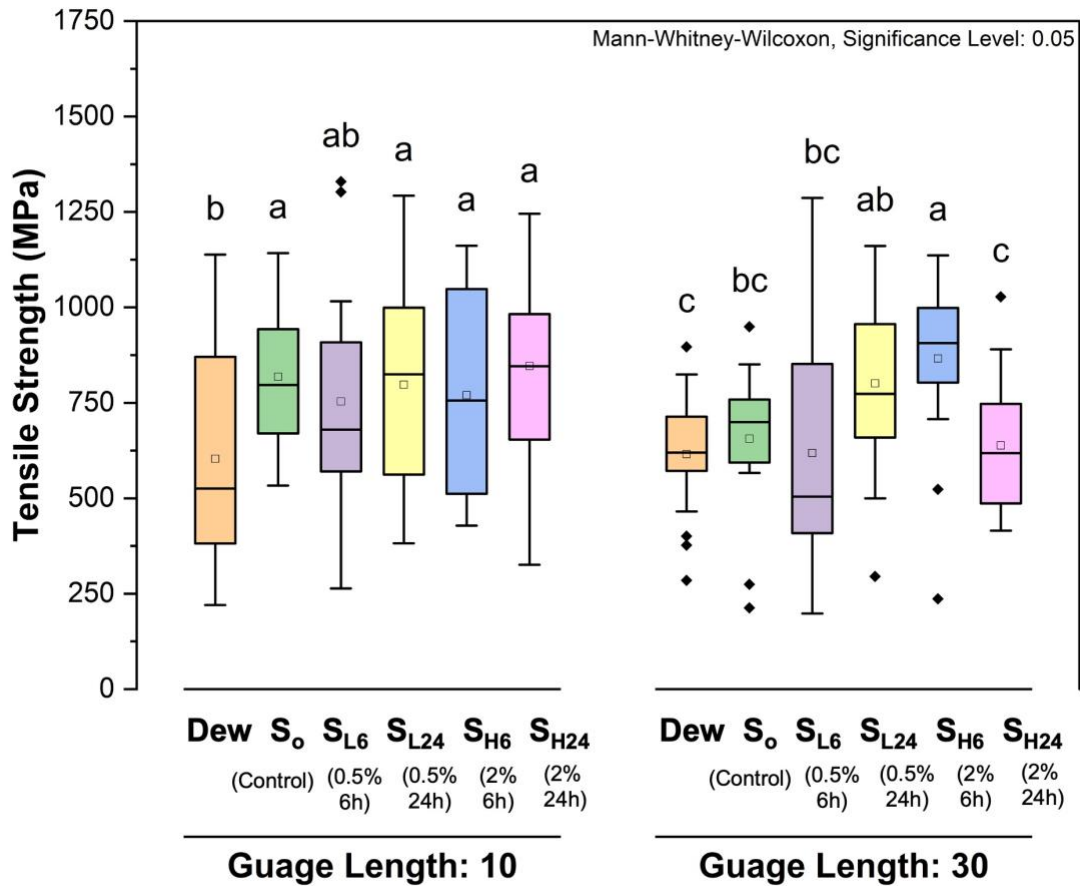 Mann-Whitney-Wilcoxon, Significance Level: 0.05
Tensile Strength (MPa)
1750
1500
1250
1000
750
500
250
0
b a ab a a a
c bc bc ab a c
Dew So SL6 SL24 SH6 SH24 Dew So SL6 SL24 SH6 SH24
(Control) (0.5% (0.5% (2% (2% (Control) (0.5% (0.5% (2% (2%
6h) 24h) 6h) 24h) 6h) 24h) 6h) 24h)
Guage Length: 10 Guage Length: 30